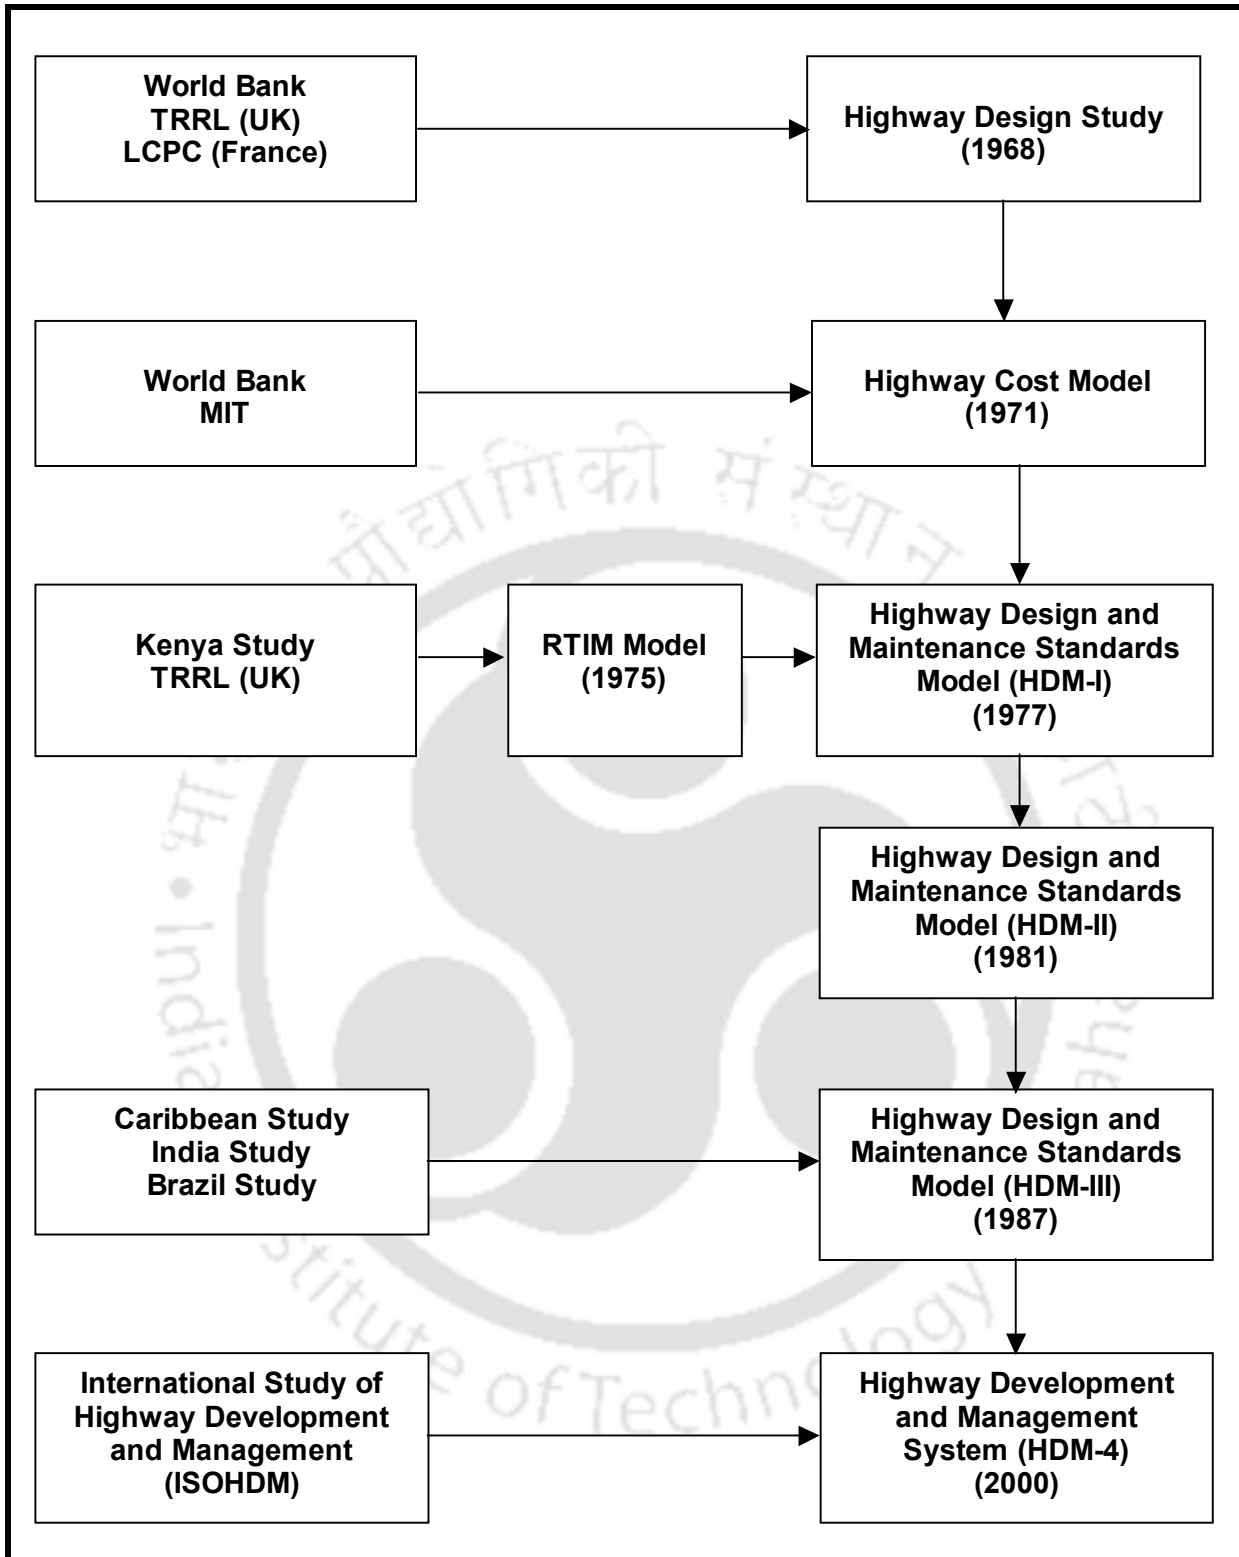 World Bank
TRRL (UK)
LCPC (France)
Highway Design Study
(1968)
World Bank
MIT
Highway Cost Model
(1971)
Kenya Study
TRRL (UK)
RTIM Model
(1975)
Highway Design and
Maintenance Standards
Model (HDM-I)
(1977)
Highway Design and
Maintenance Standards
Model (HDM-II)
(1981)
Caribbean Study
India Study
Brazil Study
Highway Design and
Maintenance Standards
Model (HDM-III)
(1987)
International Study of
Highway Development
and Management
(ISOHDM)
Highway Development
and Management
System (HDM-4)
(2000)
प्रौद्योगिकी संस्थान
of Technology